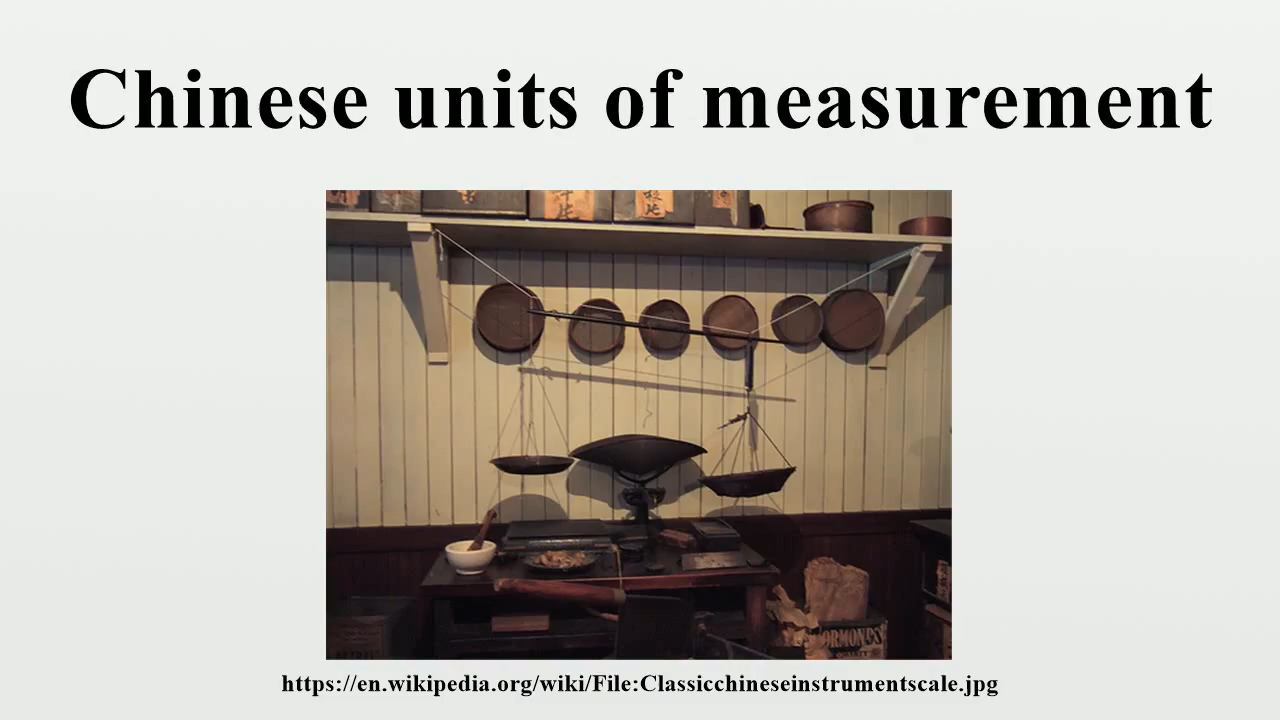 Chinese units of measurement
https://en.wikipedia.org/wiki/File:Classicchineseinstrumentscale.jpg